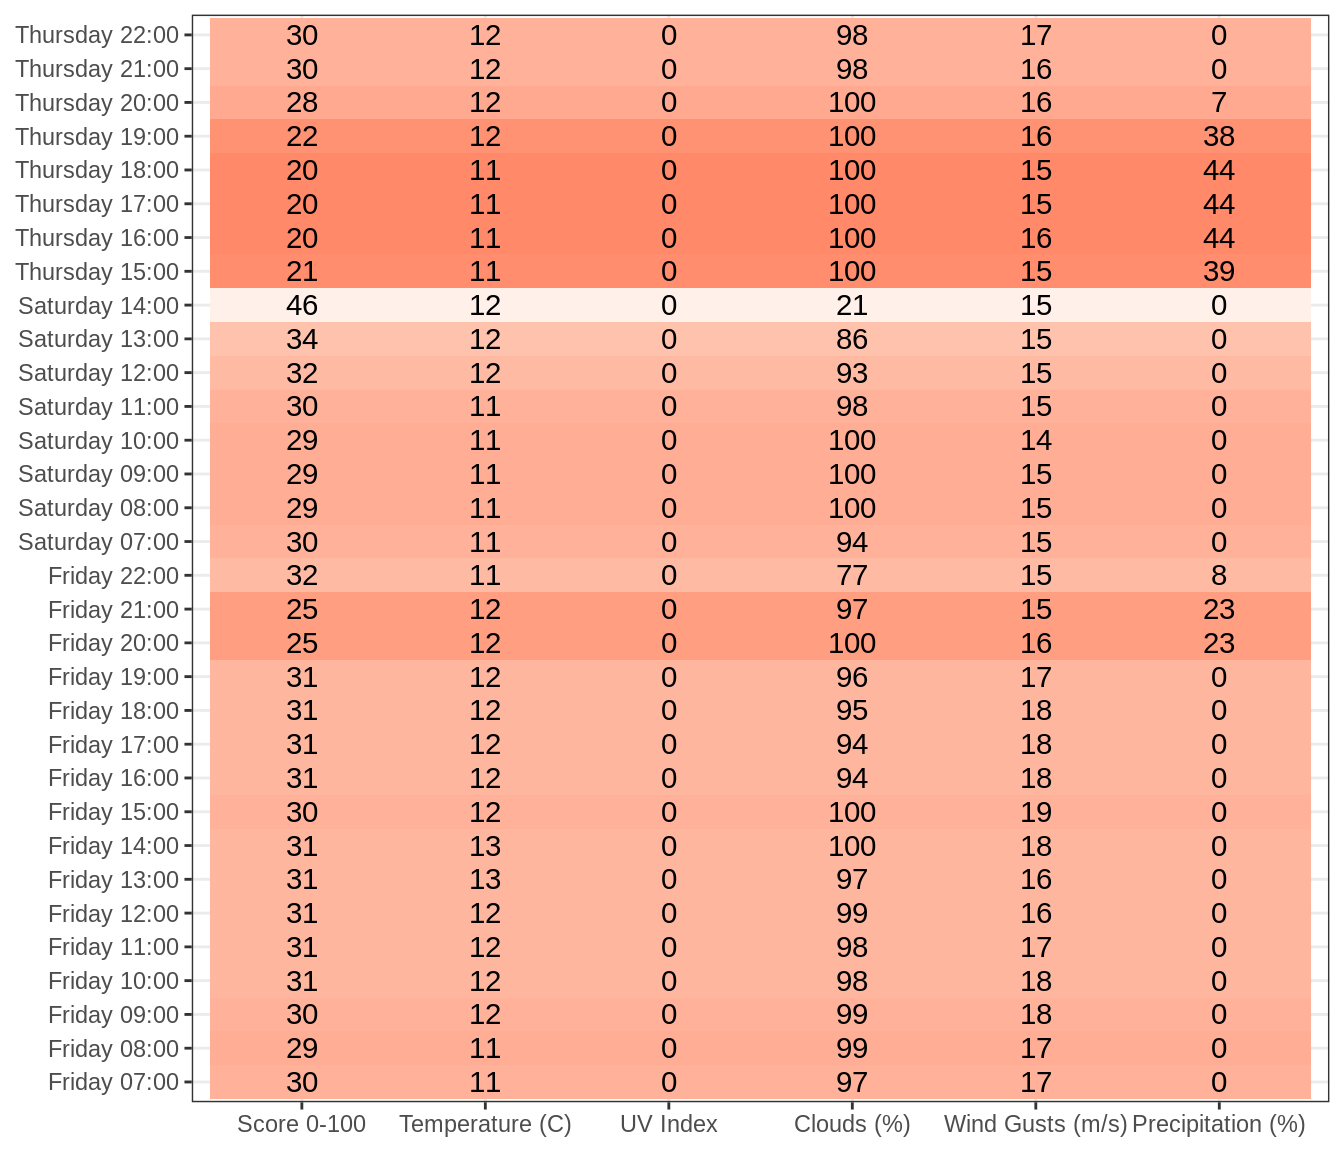 Thursday 22:00 30 12 0 98 17 0
Thursday 21:00 30 12 0 98 16 0
Thursday 20:00 28 12 0 100 16 7
Thursday 19:00 22 12 0 100 16 38
Thursday 18:00 20 11 0 100 15 44
Thursday 17:00 20 11 0 100 15 44
Thursday 16:00 20 11 0 100 16 44
Thursday 15:00 21 11 0 100 15 39
Saturday 14:00 46 12 0 21 15 0
Saturday 13:00 34 12 0 86 15 0
Saturday 12:00 32 12 0 93 15 0
Saturday 11:00 30 11 0 98 15 0
Saturday 10:00 29 11 0 100 14 0
Saturday 09:00 29 11 0 100 15 0
Saturday 08:00 29 11 0 100 15 0
Saturday 07:00 30 11 0 94 15 0
Friday 22:00 32 11 0 77 15 8
Friday 21:00 25 12 0 97 15 23
Friday 20:00 25 12 0 100 16 23
Friday 19:00 31 12 0 96 17 0
Friday 18:00 31 12 0 95 18 0
Friday 17:00 31 12 0 94 18 0
Friday 16:00 31 12 0 94 18 0
Friday 15:00 30 12 0 100 19 0
Friday 14:00 31 13 0 100 18 0
Friday 13:00 31 13 0 97 16 0
Friday 12:00 31 12 0 99 16 0
Friday 11:00 31 12 0 98 17 0
Friday 10:00 31 12 0 98 18 0
Friday 09:00 30 12 0 99 18 0
Friday 08:00 29 11 0 99 17 0
Friday 07:00 30 11 0 97 17 0
Score 0-100 Temperature (C) UV Index Clouds (%) Wind Gusts (m/s) Precipitation (%)